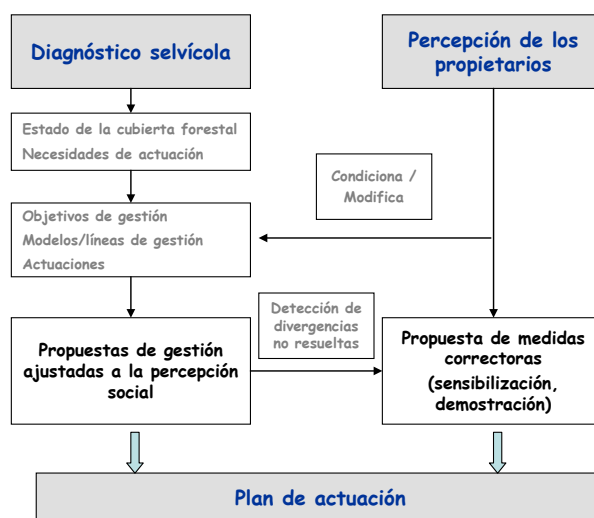 Diagnóstico selvícola
Percepción de los
propietarios
Estado de la cubierta forestal
Necesidades de actuación
Condiciona /
Modifica
Objetivos de gestión
Modelos/líneas de gestión
Actuaciones
Detección de
divergencias
no resueltas
Propuestas de gestión
ajustadas a la percepción
social
Propuesta de medidas
correctoras
(sensibilización,
demostración)
Plan de actuación